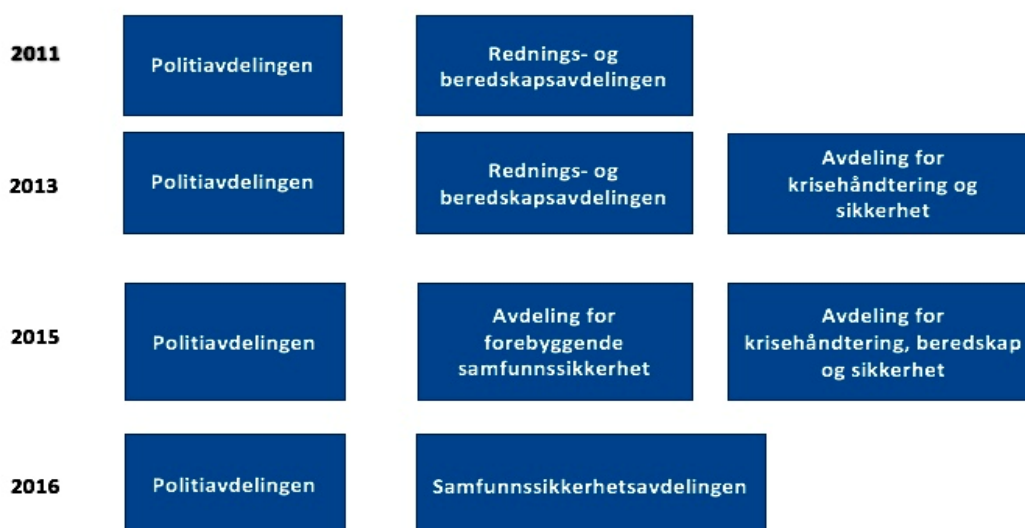 2011
Politiavdelingen
Rednings- og
beredskapsavdelingen
2013
Politiavdelingen
Rednings- og
beredskapsavdelingen
Avdeling for
krisehåndtering og
sikkerhet
2015
Politiavdelingen
Avdeling for
forebyggende
samfunnssikkerhet
Avdeling for
krisehåndtering, beredskap
og sikkerhet
2016
Politiavdelingen
Samfunnssikkerhetsavdelingen